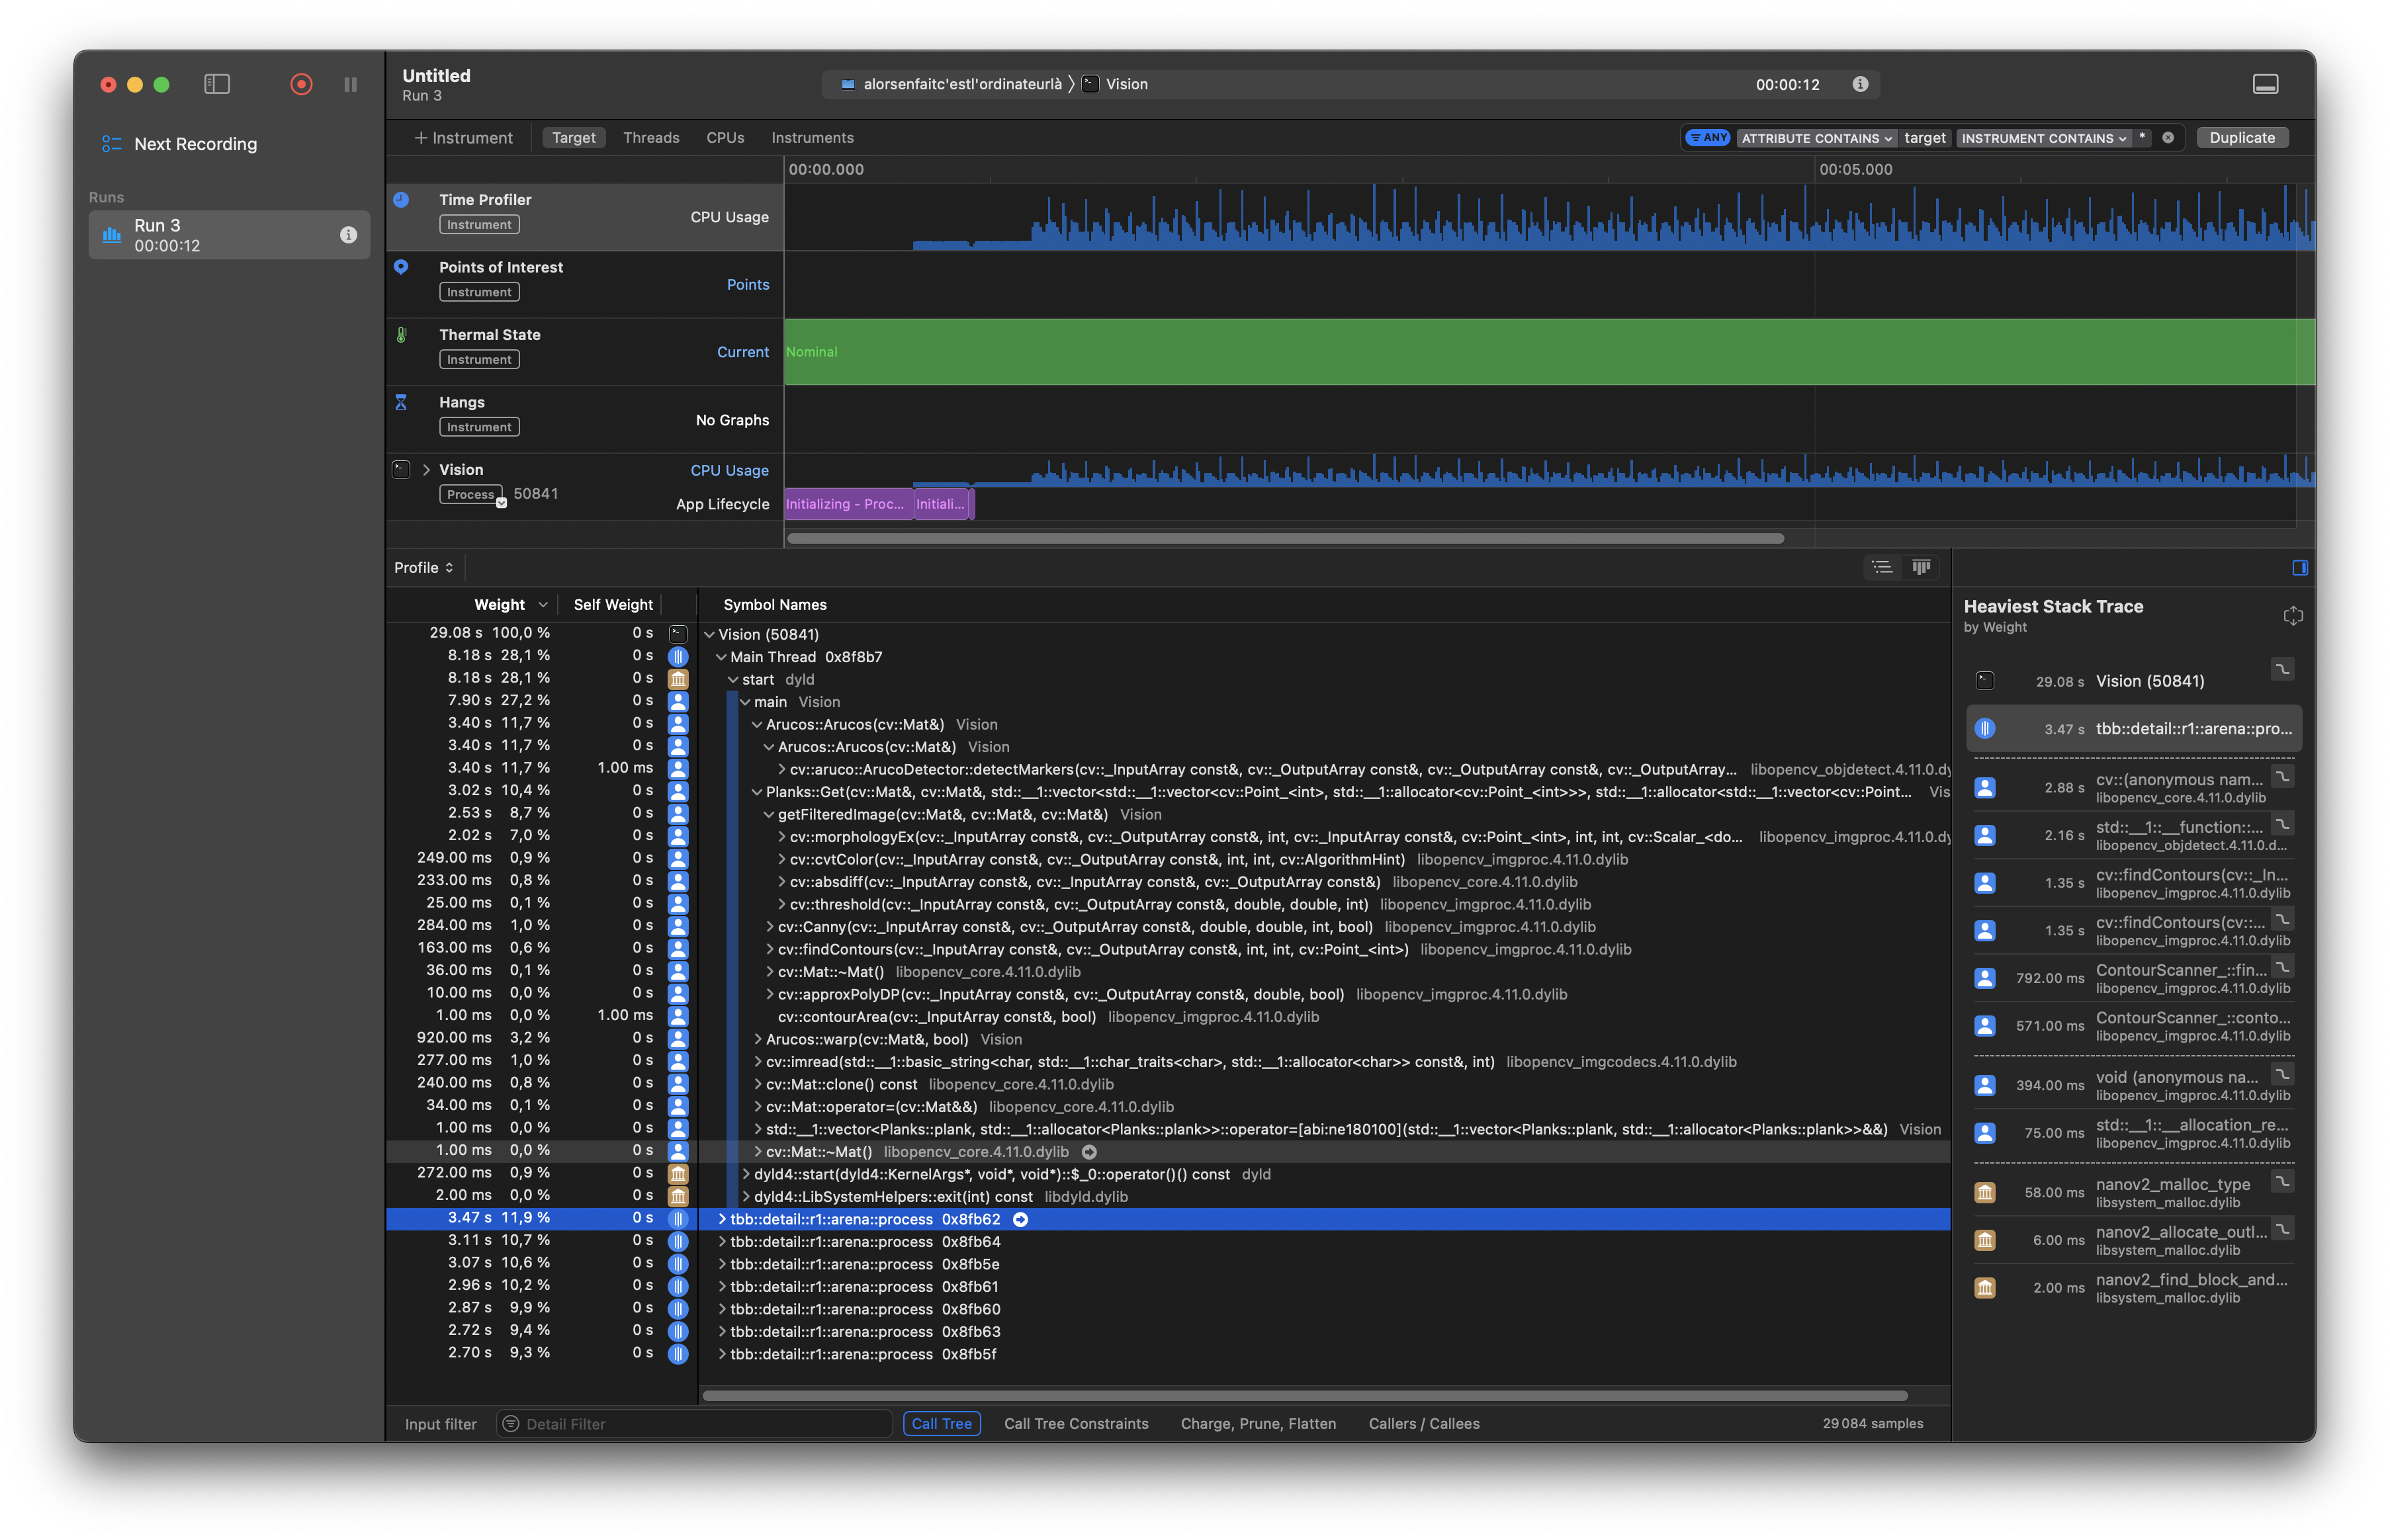 Untitled
Run 3
alorsenfaitc'estl'ordinateurlà
Vision
00:00:12
Next Recording
Runs
Run 3
00:00:12
+ Instrument
Target
Threads
CPUs
Instruments
ANY
ATTRIBUTE CONTAINS
target
INSTRUMENT CONTAINS
*
Duplicate
00:00.000
00:05.000
Time Profiler
Instrument
CPU Usage
Points of Interest
Instrument
Points
Thermal State
Instrument
Current
Nominal
Hangs
Instrument
No Graphs
Vision
CPU Usage
Process
50841
App Lifecycle
Initializing - Proc...
Initiali...
Profile
Weight
Self Weight
Symbol Names
29.08 s 100,0 % 0 s Vision (50841)
8.18 s 28,1 % 0 s Main Thread 0x8f8b7
8.18 s 28,1 % 0 s start dyld
7.90 s 27,2 % 0 s main Vision
3.40 s 11,7 % 0 s Arucos::Arucos(cv::Mat&) Vision
3.40 s 11,7 % 0 s Arucos::Arucos(cv::Mat&) Vision
3.40 s 11,7 % 1.00 ms cv::aruco::ArucoDetector::detectMarkers(cv::_InputArray const&, cv::_OutputArray const&, cv::_OutputArray const&, cv::_OutputArray... libopencv_objdetect.4.11.0.dy
3.02 s 10,4 % 0 s Planks::Get(cv::Mat&, cv::Mat&, std::__1::vector<std::__1::vector<cv::Point_<int>, std::__1::allocator<cv::Point_<int>>>, std::__1::allocator<std::__1::vector<cv::Point... Vis
2.53 s 8,7 % 0 s getFilteredImage(cv::Mat&, cv::Mat&, cv::Mat&) Vision
2.02 s 7,0 % 0 s cv::morphologyEx(cv::_InputArray const&, cv::_OutputArray const&, int, cv::_InputArray const&, cv::Point_<int>, int, int, cv::Scalar_<do... libopencv_imgproc.4.11.0.dy
249.00 ms 0,9 % 0 s cv::cvtColor(cv::_InputArray const&, cv::_OutputArray const&, int, int, cv::AlgorithmHint) libopencv_imgproc.4.11.0.dylib
233.00 ms 0,8 % 0 s cv::absdiff(cv::_InputArray const&, cv::_InputArray const&, cv::_OutputArray const&) libopencv_core.4.11.0.dylib
25.00 ms 0,1 % 0 s cv::threshold(cv::_InputArray const&, cv::_OutputArray const&, double, double, int) libopencv_imgproc.4.11.0.dylib
284.00 ms 1,0 % 0 s cv::Canny(cv::_InputArray const&, cv::_OutputArray const&, double, double, int, bool) libopencv_imgproc.4.11.0.dylib
163.00 ms 0,6 % 0 s cv::findContours(cv::_InputArray const&, cv::_OutputArray const&, int, int, cv::Point_<int>) libopencv_imgproc.4.11.0.dylib
36.00 ms 0,1 % 0 s cv::Mat::~Mat() libopencv_core.4.11.0.dylib
10.00 ms 0,0 % 0 s cv::approxPolyDP(cv::_InputArray const&, cv::_OutputArray const&, double, bool) libopencv_imgproc.4.11.0.dylib
1.00 ms 0,0 % 1.00 ms cv::contourArea(cv::_InputArray const&, bool) libopencv_imgproc.4.11.0.dylib
920.00 ms 3,2 % 0 s Arucos::warp(cv::Mat&, bool) Vision
277.00 ms 1,0 % 0 s cv::imread(std::__1::basic_string<char, std::__1::char_traits<char>, std::__1::allocator<char>> const&, int) libopencv_imgcodecs.4.11.0.dylib
240.00 ms 0,8 % 0 s cv::Mat::clone() const libopencv_core.4.11.0.dylib
34.00 ms 0,1 % 0 s cv::Mat::operator=(cv::Mat&&) libopencv_core.4.11.0.dylib
1.00 ms 0,0 % 0 s std::__1::vector<Planks::plank, std::__1::allocator<Planks::plank>>::operator=[abi:ne180100](std::__1::vector<Planks::plank, std::__1::allocator<Planks::plank>>&&) Vision
1.00 ms 0,0 % 0 s cv::Mat::~Mat() libopencv_core.4.11.0.dylib
272.00 ms 0,9 % 0 s dyld4::start(dyld4::KernelArgs*, void*, void*)::$_0::operator()() const dyld
2.00 ms 0,0 % 0 s dyld4::LibSystemHelpers::exit(int) const libdyld.dylib
3.47 s 11,9 % 0 s tbb::detail::r1::arena::process 0x8fb62
3.11 s 10,7 % 0 s tbb::detail::r1::arena::process 0x8fb64
3.07 s 10,6 % 0 s tbb::detail::r1::arena::process 0x8fb5e
2.96 s 10,2 % 0 s tbb::detail::r1::arena::process 0x8fb61
2.87 s 9,9 % 0 s tbb::detail::r1::arena::process 0x8fb60
2.72 s 9,4 % 0 s tbb::detail::r1::arena::process 0x8fb63
2.70 s 9,3 % 0 s tbb::detail::r1::arena::process 0x8fb5f
Heaviest Stack Trace
by Weight
29.08 s Vision (50841)
3.47 s tbb::detail::r1::arena::pro...
2.88 s cv::(anonymous nam...
libopencv_core.4.11.0.dylib
2.16 s std::__1::__function::...
libopencv_objdetect.4.11.0.d...
1.35 s cv::findContours(cv::_In...
libopencv_imgproc.4.11.0.dylib
1.35 s cv::findContours(cv::...
libopencv_imgproc.4.11.0.dylib
792.00 ms ContourScanner_::fin...
libopencv_imgproc.4.11.0.dylib
571.00 ms ContourScanner_::conto...
libopencv_imgproc.4.11.0.dylib
394.00 ms void (anonymous na...
libopencv_imgproc.4.11.0.dylib
75.00 ms std::__1::__allocation_re...
libopencv_imgproc.4.11.0.dylib
58.00 ms nanov2_malloc_type
libsystem_malloc.dylib
6.00 ms nanov2_allocate_outl...
libsystem_malloc.dylib
2.00 ms nanov2_find_block_and...
libsystem_malloc.dylib
Input filter
Detail Filter
Call Tree
Call Tree Constraints
Charge, Prune, Flatten
Callers / Callees
29 084 samples